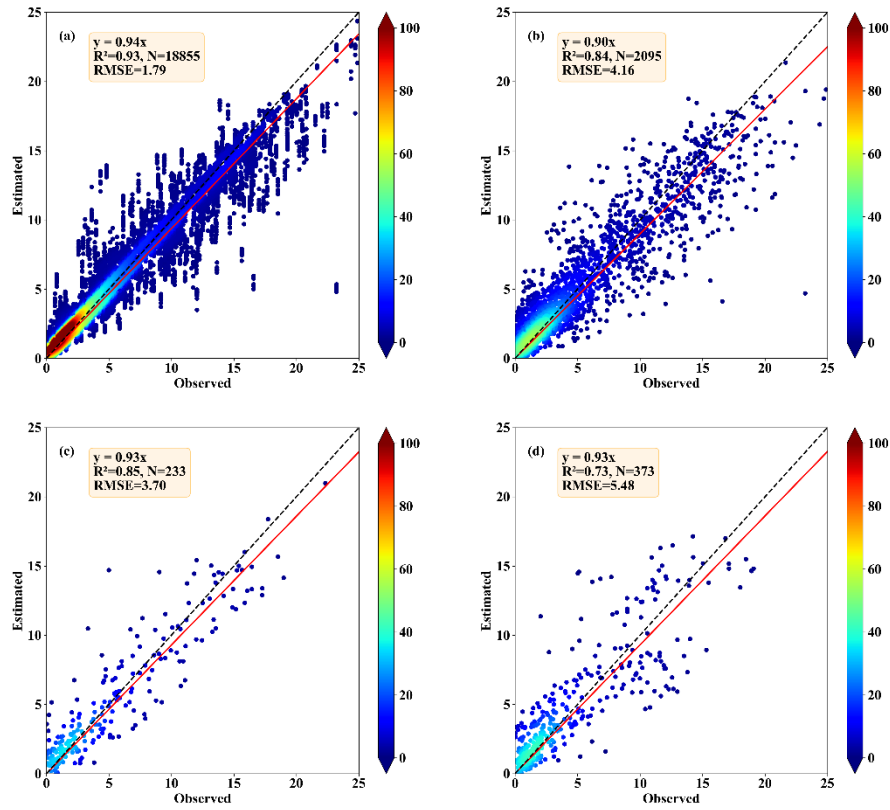 (a)
y = 0.94x
R²=0.93, N=18855
RMSE=1.79
Estimated
25
20
15
10
5
0
0 5 10 15 20 25
Observed
100
80
60
40
20
0
(b)
y = 0.90x
R²=0.84, N=2095
RMSE=4.16
Estimated
25
20
15
10
5
0
0 5 10 15 20 25
Observed
100
80
60
40
20
0
(c)
y = 0.93x
R²=0.85, N=233
RMSE=3.70
Estimated
25
20
15
10
5
0
0 5 10 15 20 25
Observed
100
80
60
40
20
0
(d)
y = 0.93x
R²=0.73, N=373
RMSE=5.48
Estimated
25
20
15
10
5
0
0 5 10 15 20 25
Observed
100
80
60
40
20
0